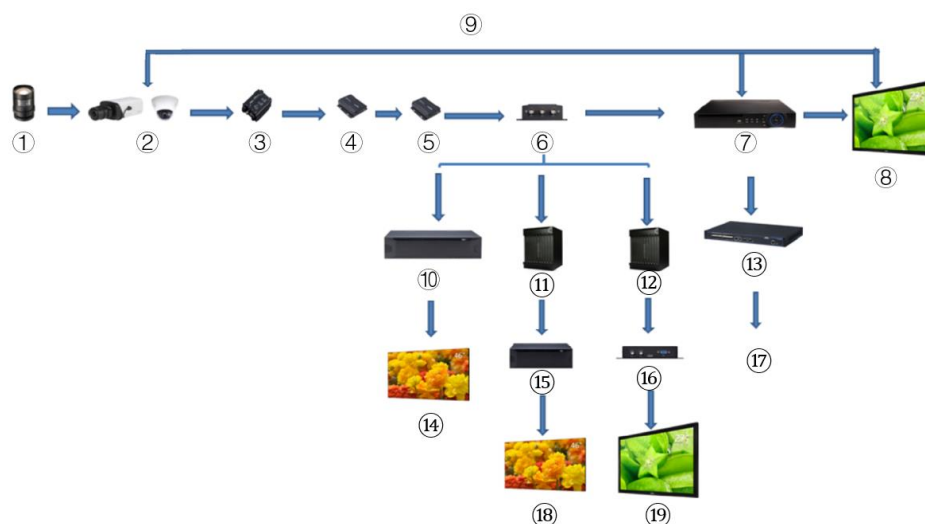 ⑨
① ② ③ ④ ⑤ ⑥ ⑦ ⑧
⑩ ⑪ ⑫ ⑬
⑭ ⑮ ⑯ ⑰
⑱ ⑲